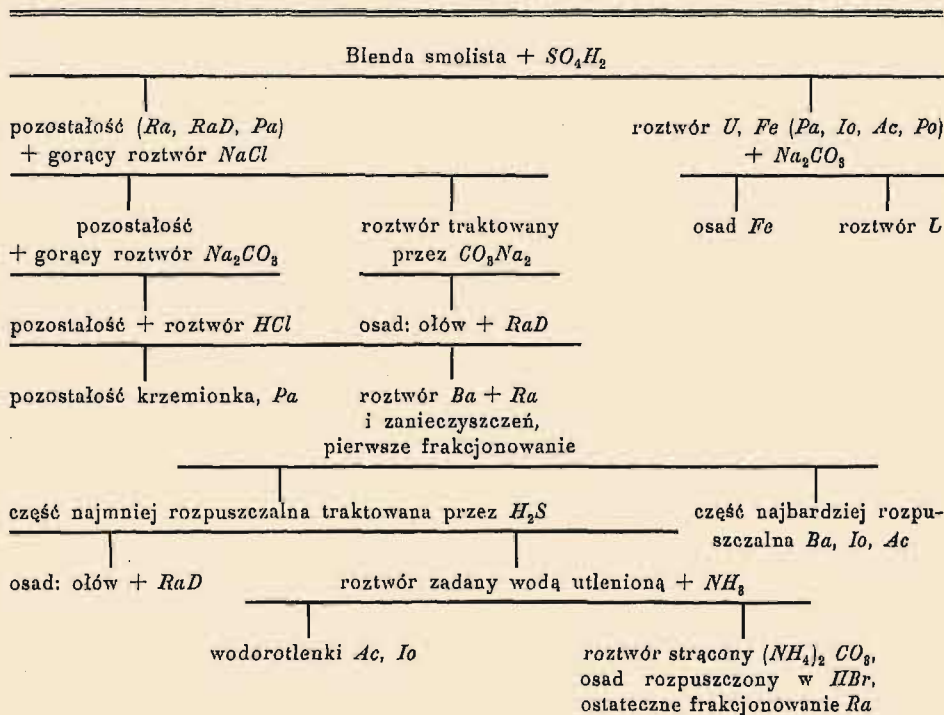 Blenda smolista + SO₄H₂
pozostałość (Ra, RaD, Pa)
+ gorący roztwór NaCl
roztwór U, Fe (Pa, Io, Ac, Po)
+ Na₂CO₃
pozostałość
+ gorący roztwór Na₂CO₃
roztwór traktowany
przez CO₃Na₂
osad Fe
roztwór U
pozostałość + roztwór HCl
osad: ołów + RaD
pozostałość krzemionka, Pa
roztwór Ba + Ra
i zanieczyszczeń,
pierwsze frakcjonowanie
część najmniej rozpuszczalna traktowana przez H₂S
część najbardziej rozpu-
szczalna Ba, Io, Ac
osad: ołów + RaD
roztwór zadany wodą utlenioną + NH₃
wodorotlenki Ac, Io
roztwór strącony (NH₄)₂ CO₃,
osad rozpuszczony w HBr,
ostateczne frakcjonowanie Ra